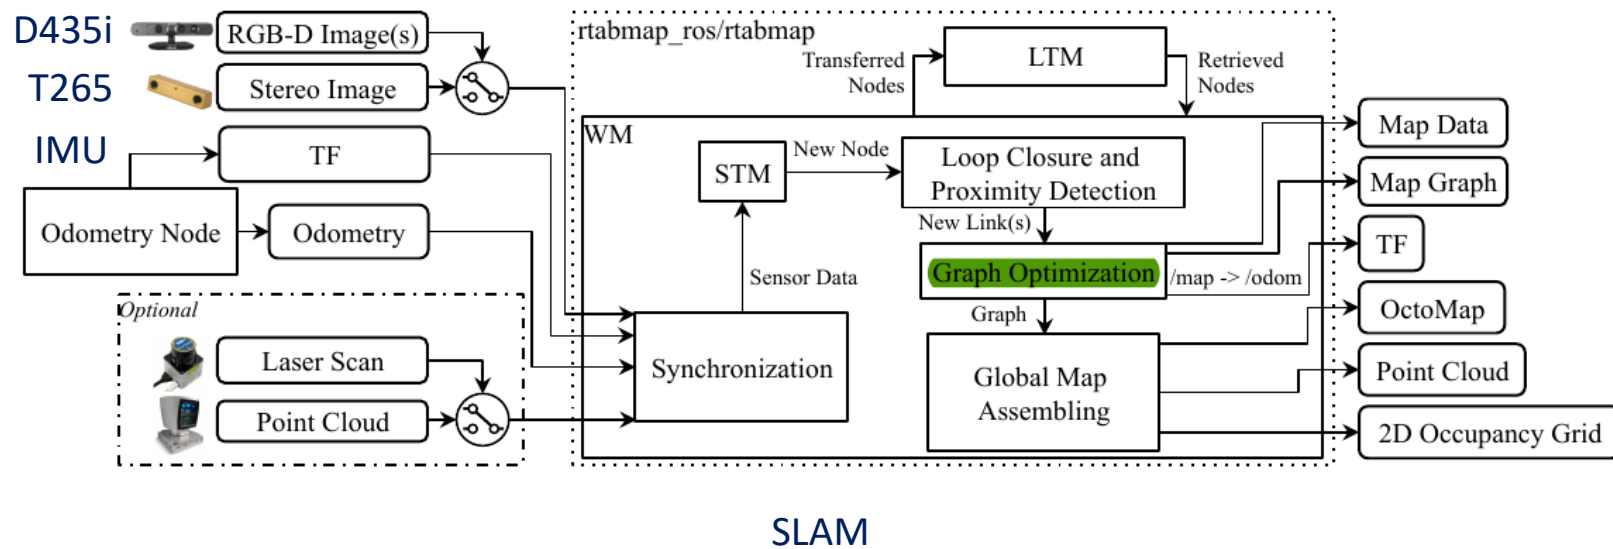 D435i
RGB-D Image(s)
T265
Stereo Image
IMU
TF
Odometry Node
Odometry
Optional
Laser Scan
Point Cloud
rtabmap_ros/rtabmap
Transferred
Nodes
LTM
Retrieved
Nodes
WM
STM
New Node
Loop Closure and
Proximity Detection
New Link(s)
Graph Optimization
/map -> /odom
Sensor Data
Graph
Synchronization
Global Map
Assembling
Map Data
Map Graph
TF
OctoMap
Point Cloud
2D Occupancy Grid
SLAM